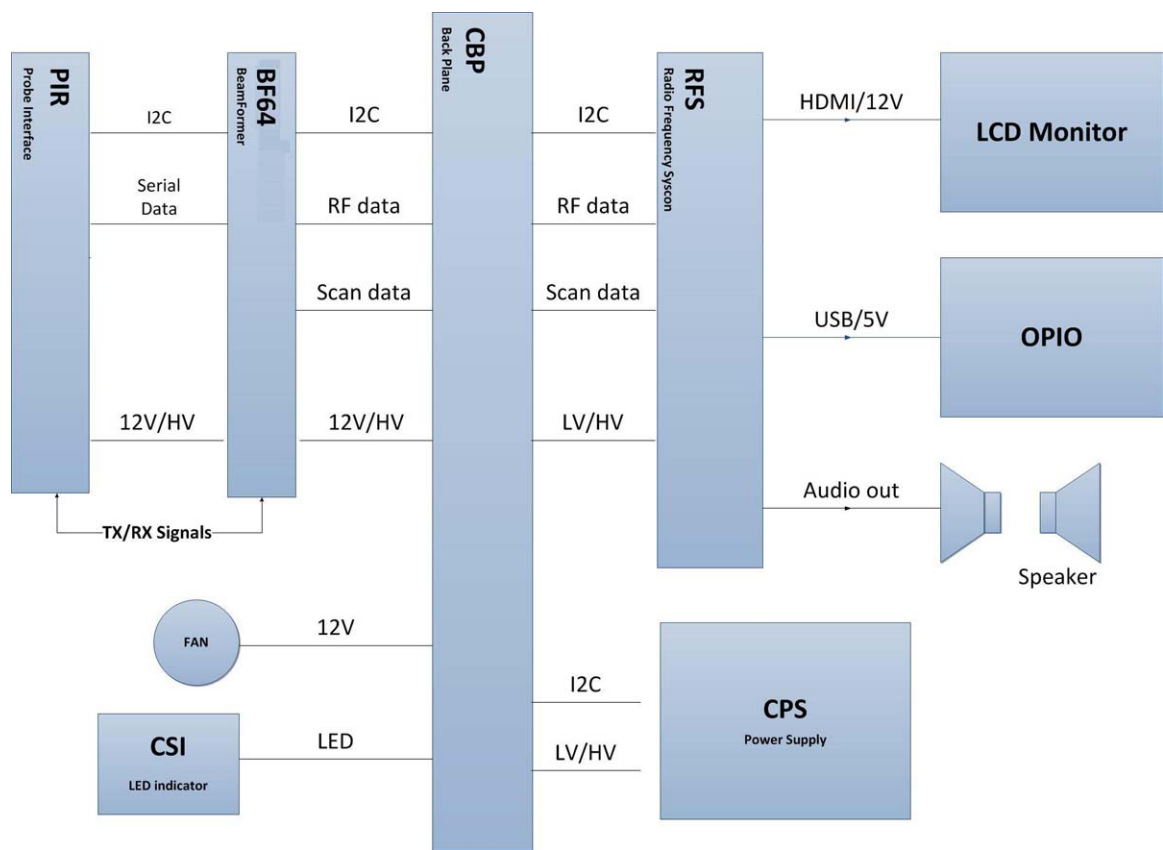 PIR
Probe Interface
BF64
BeamFormer
CBP
Back Plane
RFS
Radio Frequency Syscon
I2C
Serial
Data
12V/HV
TX/RX Signals
I2C
RF data
Scan data
12V/HV
I2C
RF data
Scan data
LV/HV
HDMI/12V
LCD Monitor
USB/5V
OPIO
Audio out
Speaker
FAN
12V
CSI
LED indicator
LED
I2C
LV/HV
CPS
Power Supply